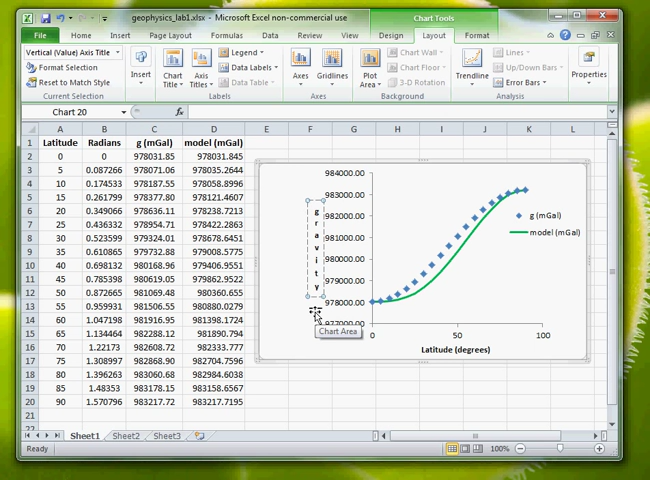 geophysics_lab1.xlsx - Microsoft Excel non-commercial use Chart Tools
File Home Insert Page Layout Formulas Data Review View Design Layout Format
Vertical (Value) Axis Title
Format Selection
Reset to Match Style
Current Selection
Insert
Chart Title
Axis Titles
Legend
Data Labels
Data Table
Labels
Axes
Gridlines
Axes
Plot Area
Chart Wall
Chart Floor
3-D Rotation
Background
Trendline
Lines
Up/Down Bars
Error Bars
Analysis
Properties
Chart 20 fx
A B C D E F G H I J K L
1 Latitude Radians g (mGal) model (mGal)
2 0 0 978031.85 978031.845
3 5 0.087266 978071.06 978035.2644
4 10 0.174533 978187.55 978058.8996
5 15 0.261799 978377.80 978121.4607
6 20 0.349066 978636.11 978238.7213
7 25 0.436332 978954.71 978422.2863
8 30 0.523599 979324.01 978678.6451
9 35 0.610865 979732.88 979008.5775
10 40 0.698132 980168.96 979406.9551
11 45 0.785398 980619.05 979862.9522
12 50 0.872665 981069.48 980360.655
13 55 0.959931 981506.55 980880.0279
14 60 1.047198 981916.95 981398.1724
15 65 1.134464 982288.12 981890.794
16 70 1.22173 982608.72 982333.777
17 75 1.308997 982868.90 982704.7596
18 80 1.396263 983060.68 982984.6038
19 85 1.48353 983178.15 983158.6567
20 90 1.570796 983217.72 983217.7195
21
22
984000.00
983000.00
982000.00
981000.00
980000.00
979000.00
978000.00
977000.00
gravity
0 50 100
Latitude (degrees)
g (mGal)
model (mGal)
Chart Area
Sheet1 Sheet2 Sheet3
Ready 100%